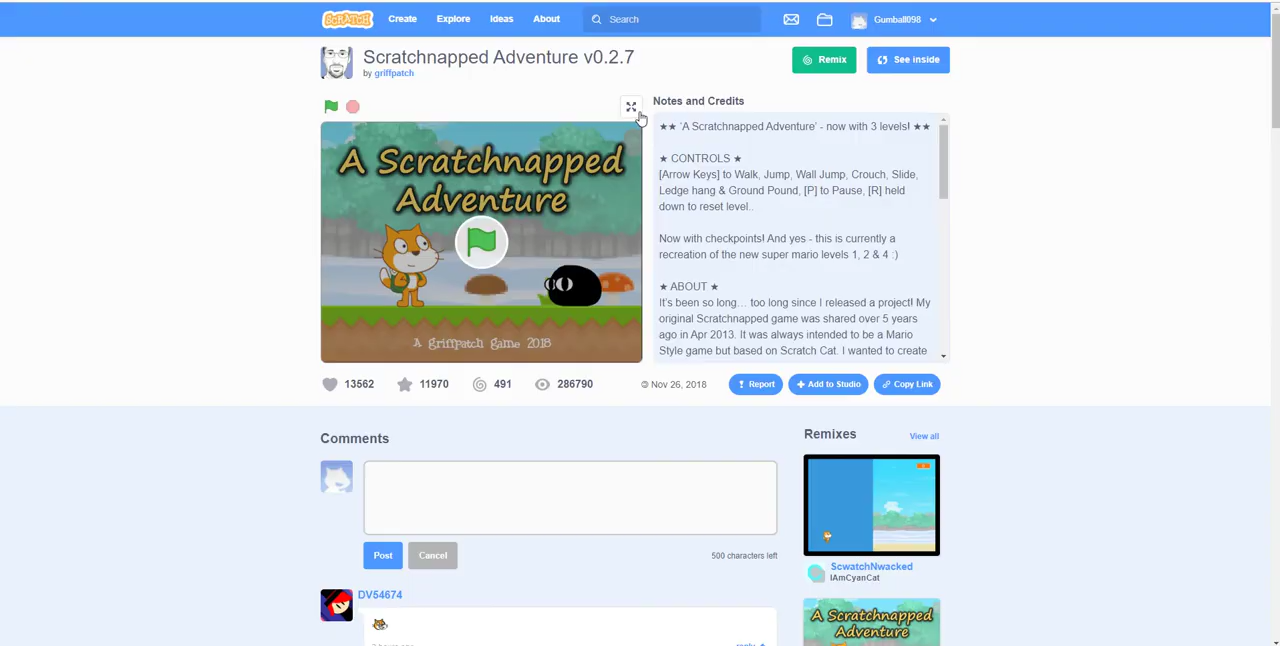 SCRATCH Create Explore Ideas About Search Gumball098
Scratchnapped Adventure v0.2.7
by griffpatch
Remix See inside
Notes and Credits
★★ 'A Scratchnapped Adventure' - now with 3 levels! ★★
★ CONTROLS ★
[Arrow Keys] to Walk, Jump, Wall Jump, Crouch, Slide,
Ledge hang & Ground Pound, [P] to Pause, [R] held
down to reset level..
Now with checkpoints! And yes - this is currently a
recreation of the new super mario levels 1, 2 & 4 :)
★ ABOUT ★
It's been so long... too long since I released a project! My
original Scratchnapped game was shared over 5 years
ago in Apr 2013. It was always intended to be a Mario
Style game but based on Scratch Cat. I wanted to create
A Scratchnapped
Adventure
A griffpatch game 2018
13562 11970 491 286790
© Nov 26, 2018
Report Add to Studio Copy Link
Comments
Post Cancel 500 characters left
DV54674
Remixes View all
ScwatchNwacked
IAmCyanCat
A Scratchnapped
Adventure